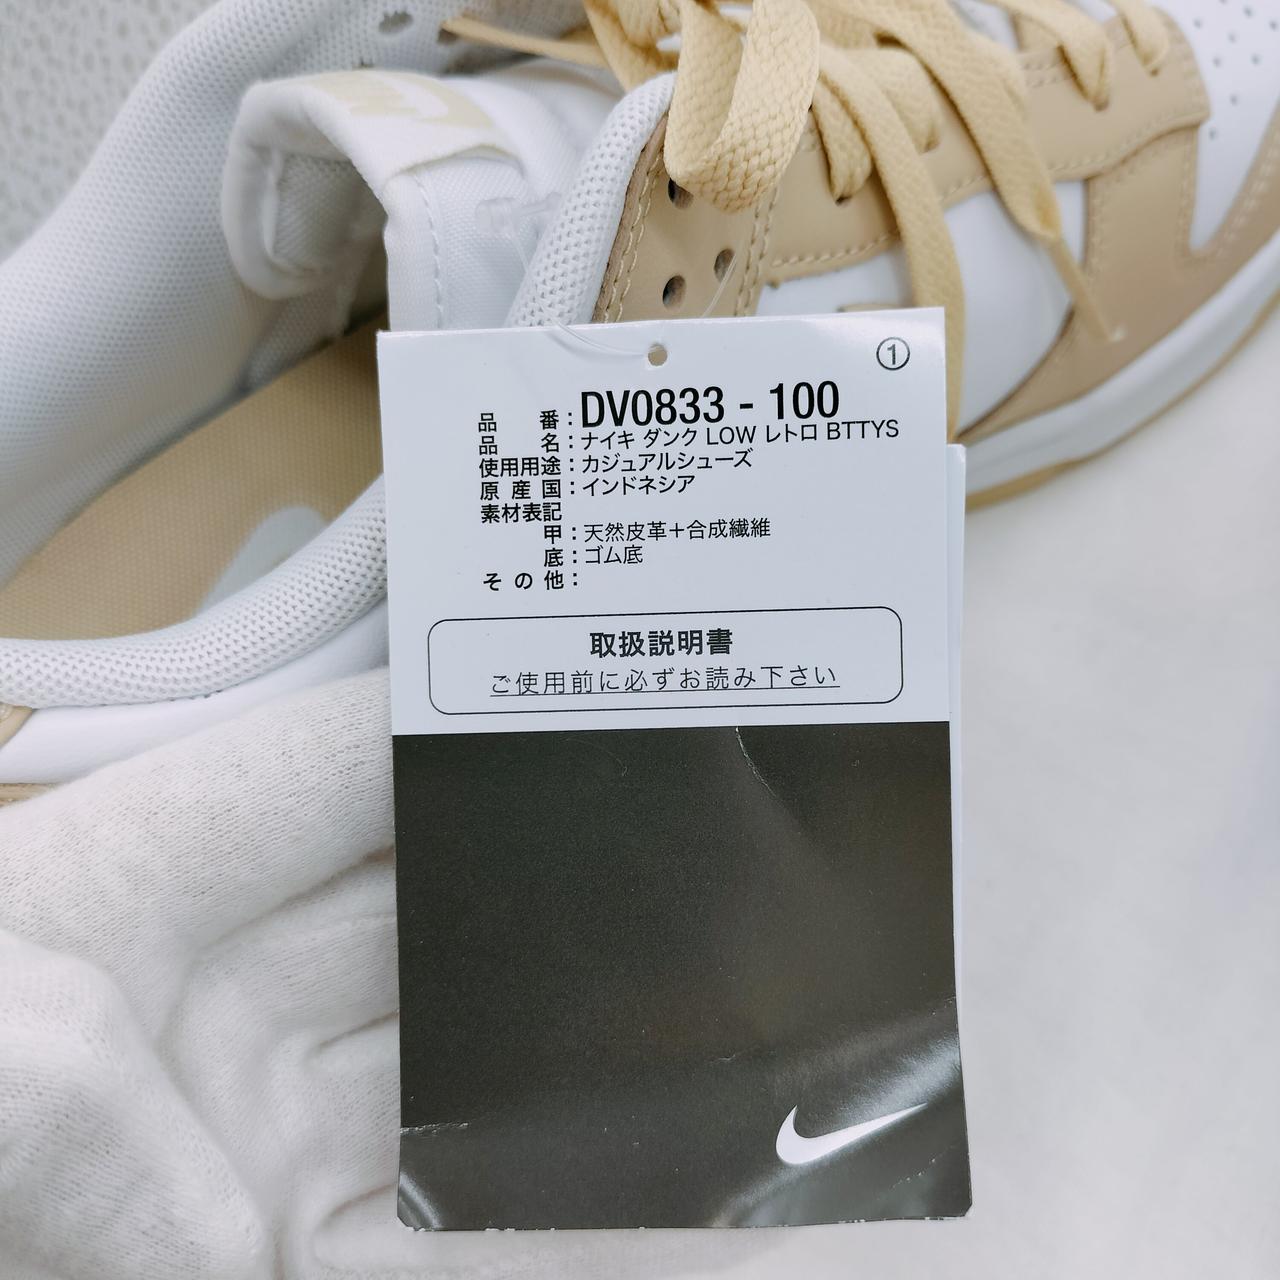 ①
品 番：DV0833 - 100
品 名：ナイキ ダンク LOW レトロ BTTYS
使用用途：カジュアルシューズ
原 産 国：インドネシア
素材表記
甲：天然皮革＋合成繊維
底：ゴム底
そ の 他：
取扱説明書
ご使用前に必ずお読み下さい